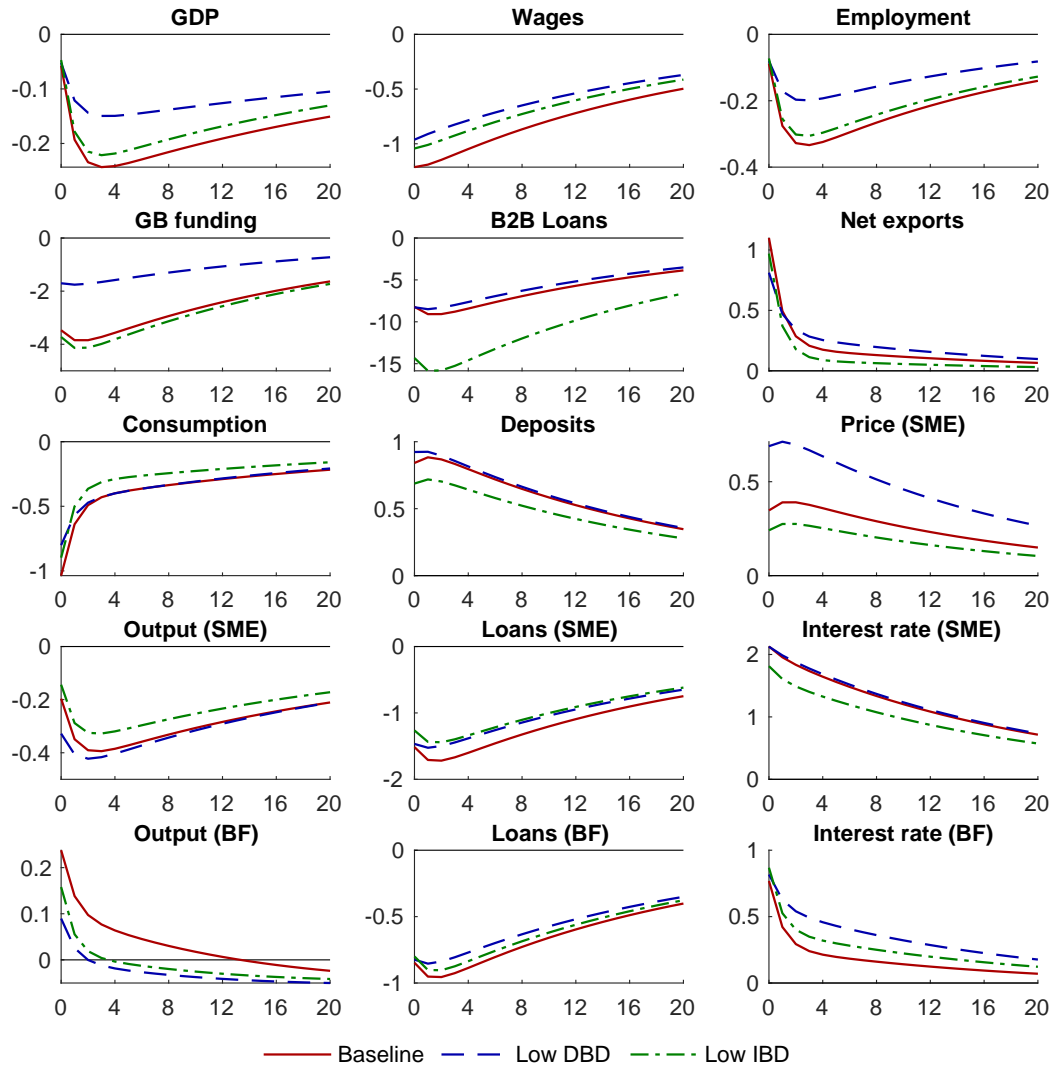 GDP Wages Employment
0 0 0
-0.1 -0.5 -0.2
-0.2 -1 -0.4
0 4 8 12 16 20 0 4 8 12 16 20 0 4 8 12 16 20
GB funding B2B Loans Net exports
0 0 1
-2 -5 0.5
-4 -10 0
-15
0 4 8 12 16 20 0 4 8 12 16 20 0 4 8 12 16 20
Consumption Deposits Price (SME)
0 1 0.5
-0.5 0.5 0
-1 0
0 4 8 12 16 20 0 4 8 12 16 20 0 4 8 12 16 20
Output (SME) Loans (SME) Interest rate (SME)
0 0 2
-0.2 -1 1
-0.4 -2 0
0 4 8 12 16 20 0 4 8 12 16 20 0 4 8 12 16 20
Output (BF) Loans (BF) Interest rate (BF)
0.2 0 1
0.1 -0.5 0.5
0 -1 0
0 4 8 12 16 20 0 4 8 12 16 20 0 4 8 12 16 20
Baseline Low DBD Low IBD